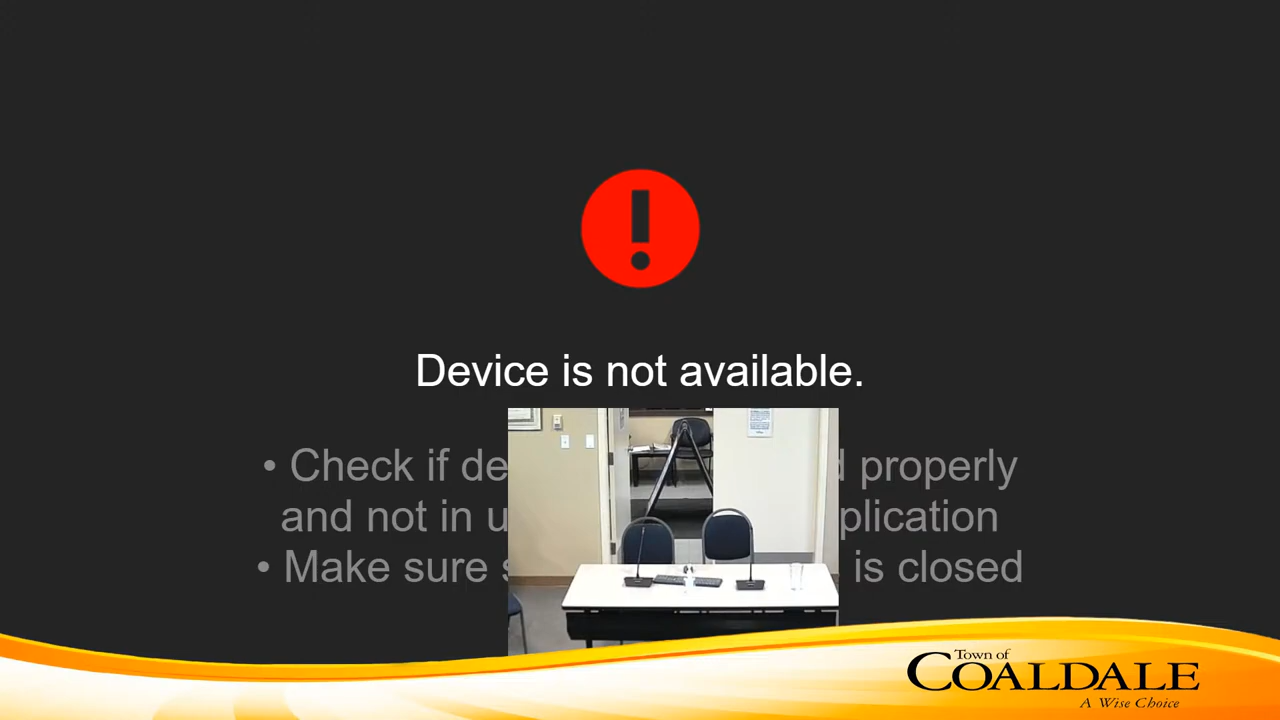 Device is not available.
• Check if de d properly
and not in u plication
• Make sure s is closed
Town of
COALDALE
A Wise Choice